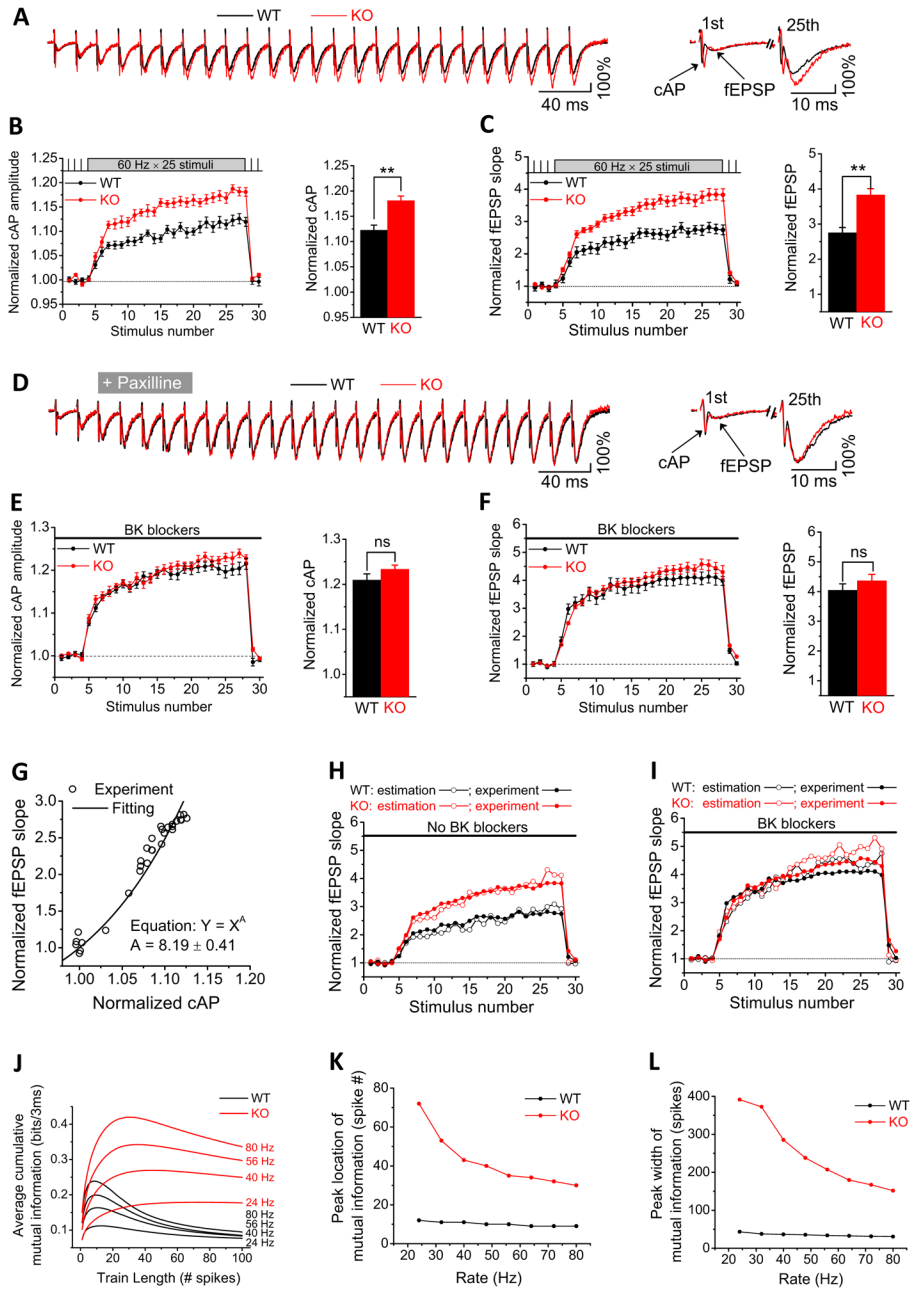 A
WT KO
1st 25th
cAP fEPSP
40 ms 100%
10 ms 100%
B
60 Hz × 25 stimuli
WT
KO
Normalized cAP amplitude
1.25
1.20
1.15
1.10
1.05
1.00
0.95
0 5 10 15 20 25 30
Stimulus number
Normalized cAP
1.25
1.20
1.15
1.10
1.05
1.00
0.95
**
WT KO
C
60 Hz × 25 stimuli
WT
KO
Normalized fEPSP slope
5
4
3
2
1
0 5 10 15 20 25 30
Stimulus number
Normalized fEPSP
5
4
3
2
1
**
WT KO
D
+ Paxilline
WT KO
1st 25th
cAP fEPSP
40 ms 100%
10 ms 100%
E
BK blockers
WT
KO
Normalized cAP amplitude
1.3
1.2
1.1
1.0
0 5 10 15 20 25 30
Stimulus number
Normalized cAP
1.3
1.2
1.1
1.0
ns
WT KO
F
BK blockers
WT
KO
Normalized fEPSP slope
6
5
4
3
2
1
0 5 10 15 20 25 30
Stimulus number
Normalized fEPSP
6
5
4
3
2
1
ns
WT KO
G
Experiment
Fitting
Normalized fEPSP slope
3.0
2.5
2.0
1.5
1.0
Equation: Y = X^A
A = 8.19 ± 0.41
1.00 1.05 1.10 1.15 1.20
Normalized cAP
H
WT: estimation ; experiment
KO: estimation ; experiment
No BK blockers
Normalized fEPSP slope
6
5
4
3
2
1
0 5 10 15 20 25 30
Stimulus number
I
WT: estimation ; experiment
KO: estimation ; experiment
BK blockers
Normalized fEPSP slope
6
5
4
3
2
1
0 5 10 15 20 25 30
Stimulus number
J
WT
KO
Average cumulative
mutual information (bits/3ms)
0.4
0.3
0.2
0.1
80 Hz
56 Hz
40 Hz
24 Hz
80 Hz
56 Hz
40 Hz
24 Hz
0 20 40 60 80 100
Train Length (# spikes)
K
WT
KO
Peak location of
mutual information (spike #)
80
60
40
20
0
20 30 40 50 60 70 80
Rate (Hz)
L
WT
KO
Peak width of
mutual information (spikes)
400
300
200
100
0
20 30 40 50 60 70 80
Rate (Hz)